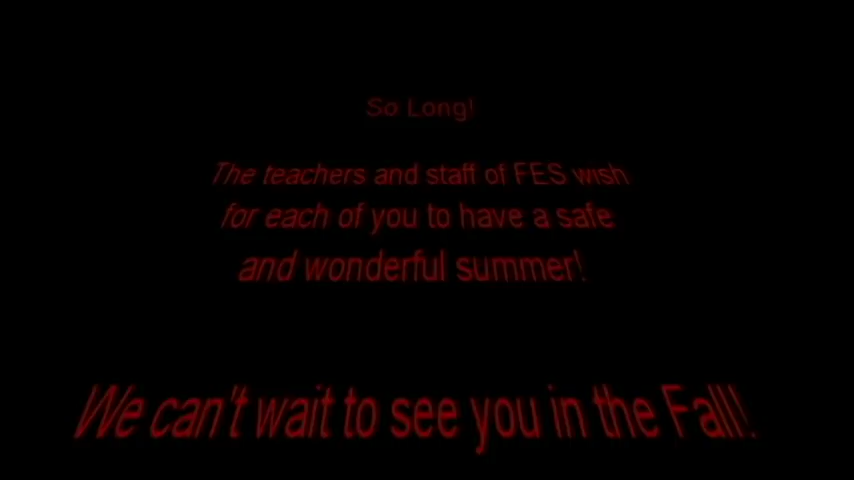 So Long!
The teachers and staff of FES wish
for each of you to have a safe
and wonderful summer!
We can't wait to see you in the Fall!!